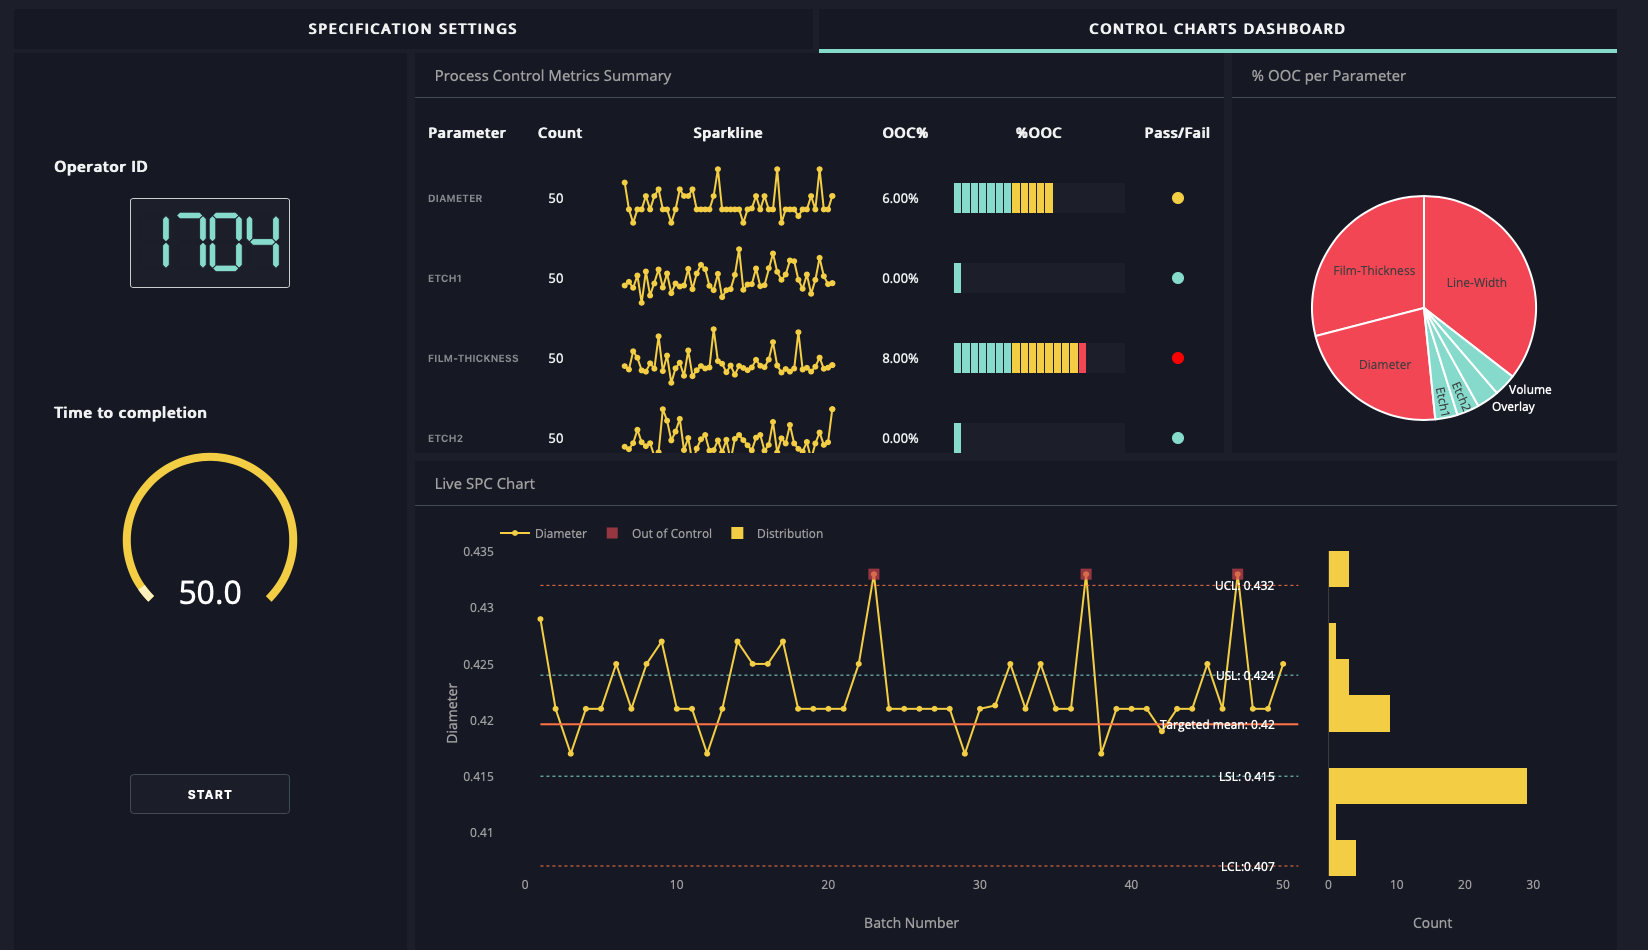 SPECIFICATION SETTINGS
CONTROL CHARTS DASHBOARD
Operator ID
1704
Time to completion
50.0
START
Process Control Metrics Summary
Parameter Count Sparkline OOC% %OOC Pass/Fail
DIAMETER 50 6.00%
ETCH1 50 0.00%
FILM-THICKNESS 50 8.00%
ETCH2 50 0.00%
% OOC per Parameter
Film-Thickness
Line-Width
Diameter
Etch1
Etch2
Volume
Overlay
Live SPC Chart
Diameter Out of Control Distribution
0.435
0.43
0.425
0.42
0.415
0.41
Diameter
UCL: 0.432
USL: 0.424
Targeted mean: 0.42
LSL: 0.415
LCL:0.407
0 10 20 30 40 50
Batch Number
0 10 20 30
Count